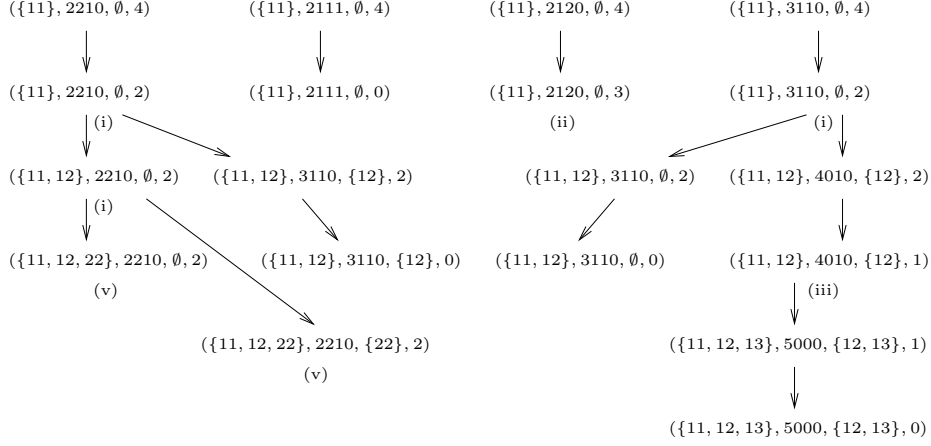 ({11}, 2210, ∅, 4) ({11}, 2111, ∅, 4) ({11}, 2120, ∅, 4) ({11}, 3110, ∅, 4)
({11}, 2210, ∅, 2) ({11}, 2111, ∅, 0) ({11}, 2120, ∅, 3) ({11}, 3110, ∅, 2)
(i) (ii) (i)
({11, 12}, 2210, ∅, 2) ({11, 12}, 3110, {12}, 2) ({11, 12}, 3110, ∅, 2) ({11, 12}, 4010, {12}, 2)
(i)
({11, 12, 22}, 2210, ∅, 2) ({11, 12}, 3110, {12}, 0) ({11, 12}, 3110, ∅, 0) ({11, 12}, 4010, {12}, 1)
(v) (iii)
({11, 12, 22}, 2210, {22}, 2) ({11, 12, 13}, 5000, {12, 13}, 1)
(v)
({11, 12, 13}, 5000, {12, 13}, 0)